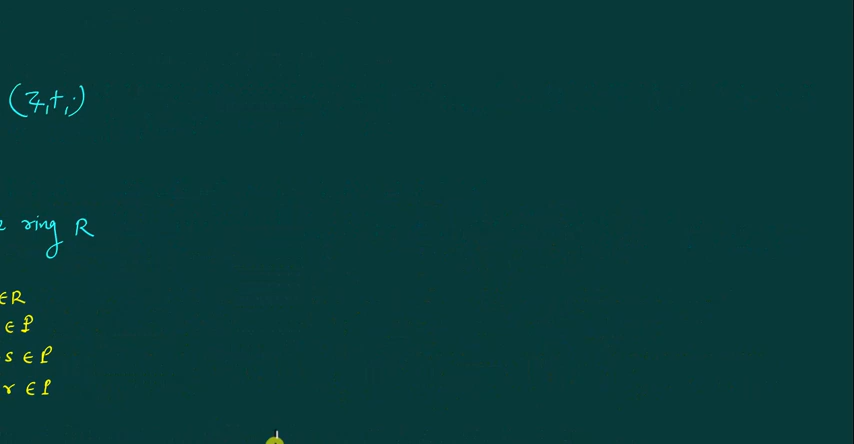 (Z,+,·)
ring R
∈R
∈ P
s ∈ P
r ∈ P